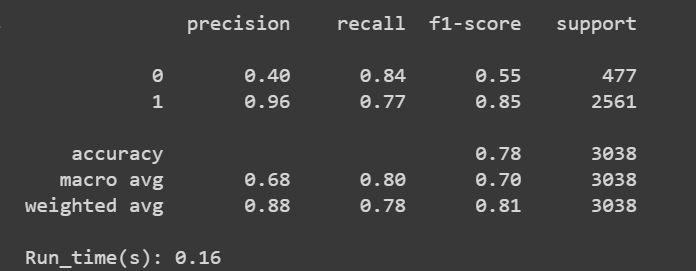 precision recall f1-score support
0 0.40 0.84 0.55 477
1 0.96 0.77 0.85 2561
accuracy 0.78 3038
macro avg 0.68 0.80 0.70 3038
weighted avg 0.88 0.78 0.81 3038
Run_time(s): 0.16